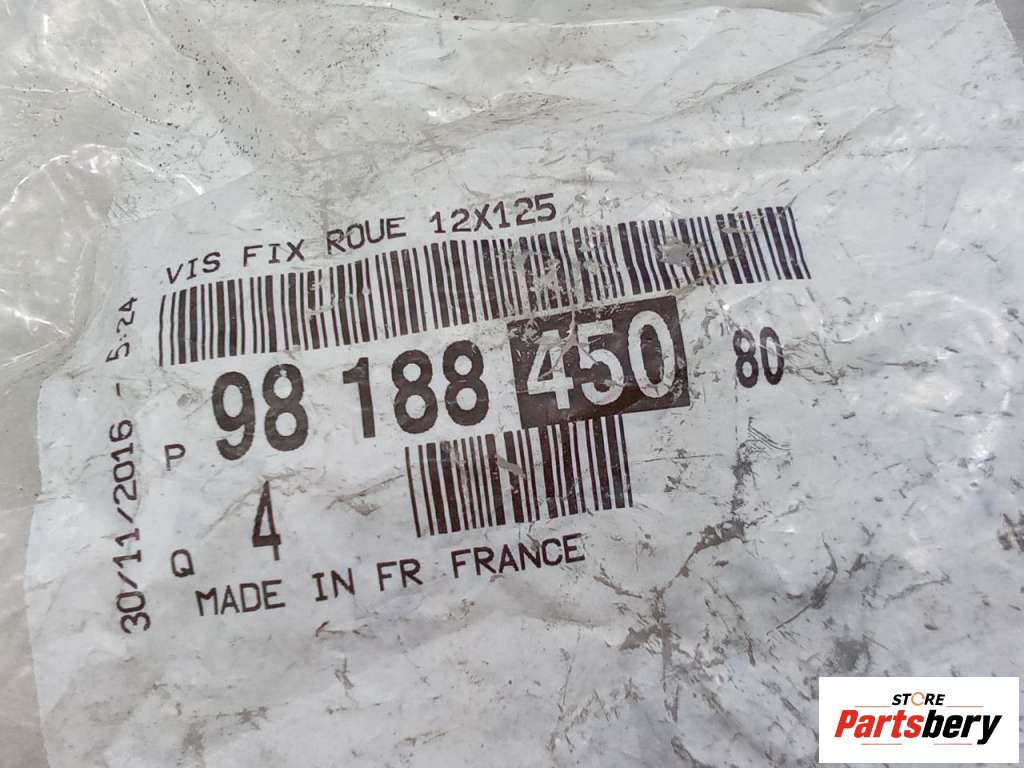 VIS FIX ROUE 12X125
P 98 188 450 80
Q 4
MADE IN FR FRANCE
30/11/2016 - 5:24
STORE
Partsbery